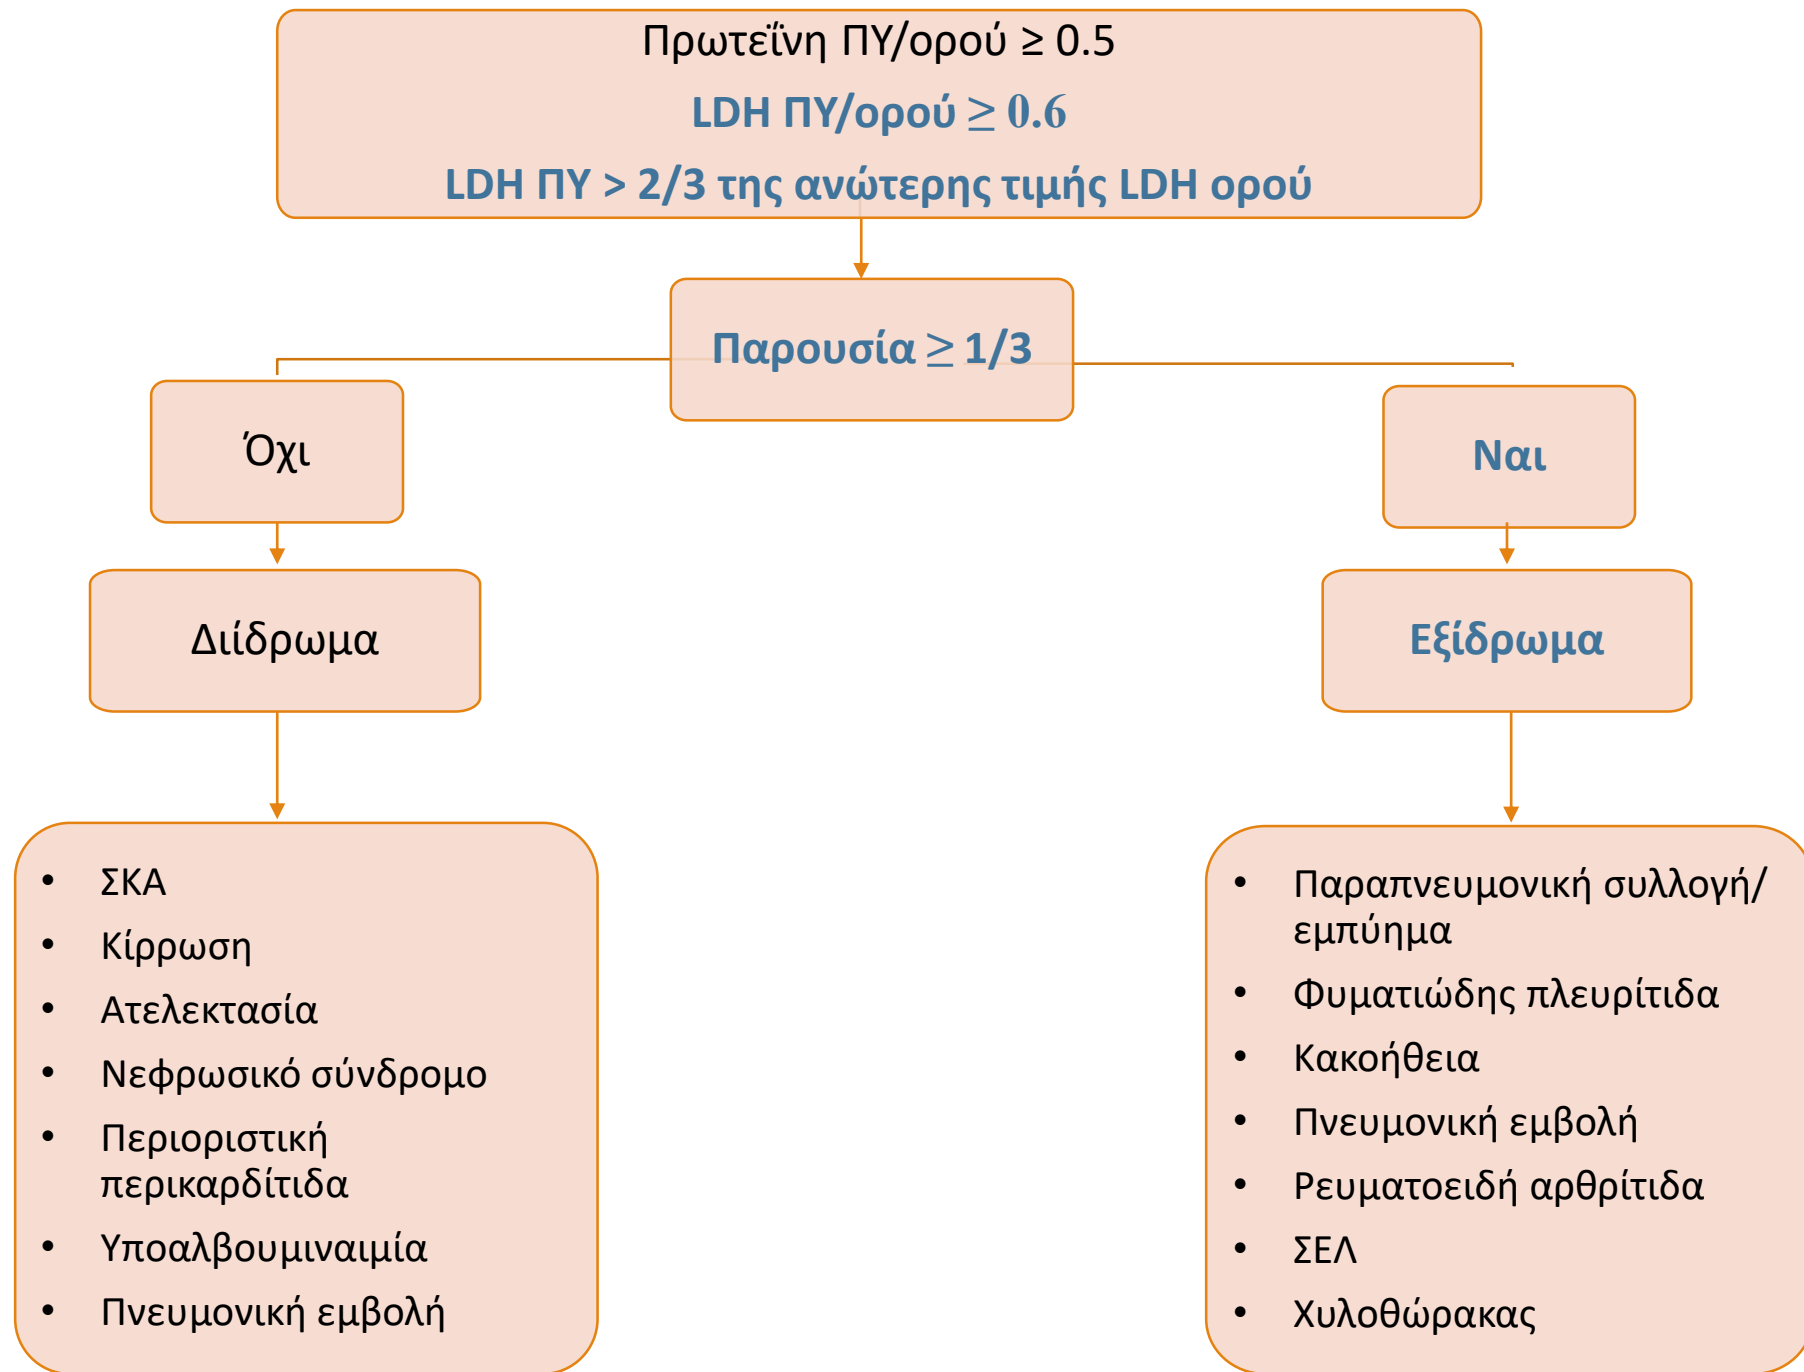 Πρωτεΐνη ΠΥ/ορού ≥ 0.5
LDH ΠΥ/ορού ≥ 0.6
LDH ΠΥ > 2/3 της ανώτερης τιμής LDH ορού
Παρουσία ≥ 1/3
Όχι
Ναι
Διίδρωμα
Εξίδρωμα
• ΣΚΑ
• Κίρρωση
• Ατελεκτασία
• Νεφρωσικό σύνδρομο
• Περιοριστική
περικαρδίτιδα
• Υποαλβουμιναιμία
• Πνευμονική εμβολή
• Παραπνευμονική συλλογή/
εμπύημα
• Φυματιώδης πλευρίτιδα
• Κακοήθεια
• Πνευμονική εμβολή
• Ρευματοειδή αρθρίτιδα
• ΣΕΛ
• Χυλοθώρακας